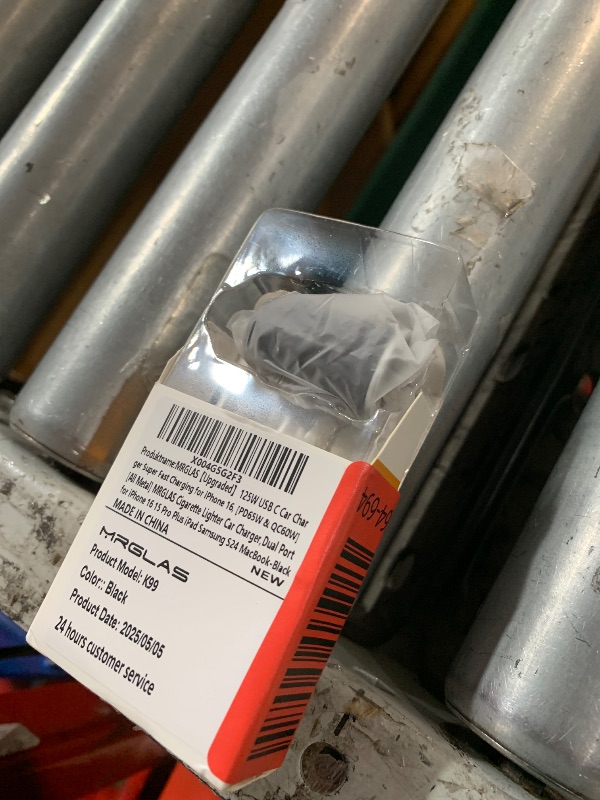 X004G5G2F3
Produktname:MRGLAS [Upgraded] 125W USB C Car Char
ger Super Fast Charging for iPhone 16, [PD65W & QC60W]
[All Metal] MRGLAS Cigarette Lighter Car Charger, Dual Port
for iPhone 16 15 Pro Plus iPad Samsung S24 MacBook-Black
MADE IN CHINA
NEW
MRGLAS
Product Model: K99
Color:: Black
Product Date: 2025/05/05
24 hours customer service
64-694